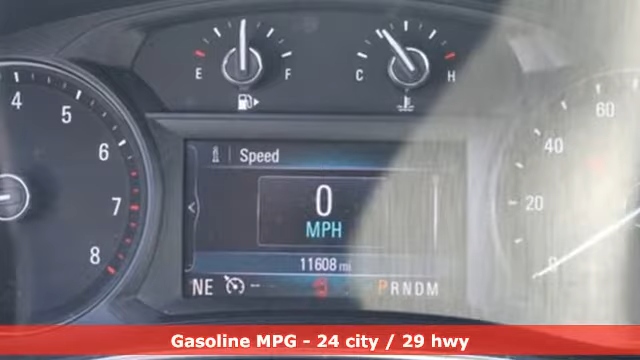 E F
C H
4
5
6
7
8
Speed
0
MPH
11608 mi
NE -- PRNDM
60
40
20
Gasoline MPG - 24 city / 29 hwy